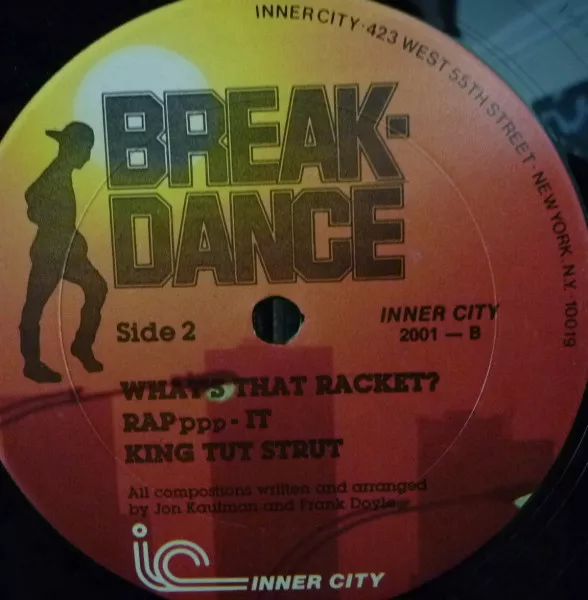 INNER CITY · 423 WEST 55TH STREET · NEW YORK, N.Y. 10019
BREAK-
DANCE
INNER CITY
Side 2
2001 — B
WHAT'S THAT RACKET?
RAPppp - IT
KING TUT STRUT
All compostions written and arranged
by Jon Kaufman and Frank Doyle
ic INNER CITY